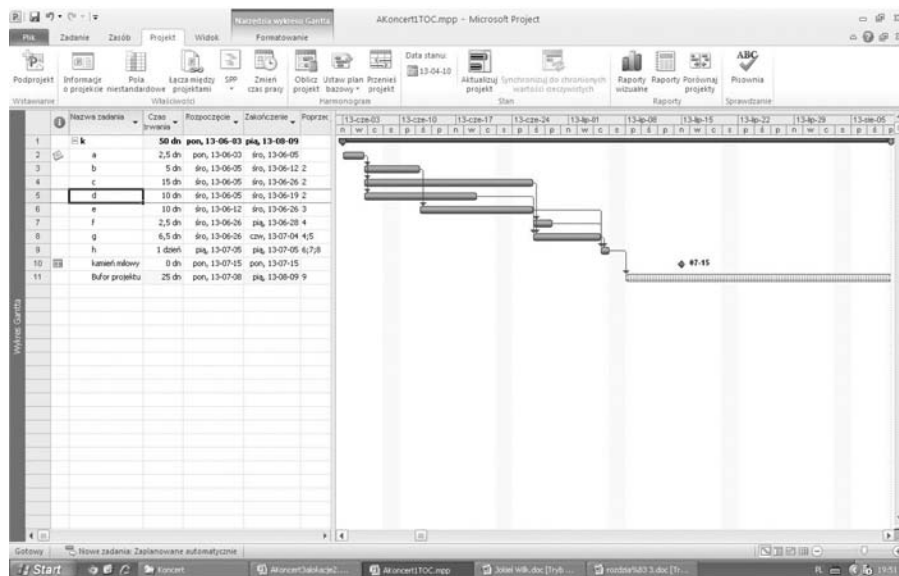 Narzędzia wykresu Gantta
AKoncert1TOC.mpp - Microsoft Project
Plik Zadanie Zasób Projekt Widok Formatowanie
Podprojekt
Informacje o projekcie
Pola niestandardowe
Łącza między projektami
SPP
Zmień czas pracy
Oblicz projekt
Ustaw plan bazowy
Przenieś projekt
Data stanu:
13-04-10
Aktualizuj projekt
Synchronizuj do chronionych wartości rzeczywistych
Raporty wizualne
Raporty
Porównaj projekty
ABC
Pisownia
Wstawianie Właściwości Harmonogram Stan Raporty Sprawdzanie
Nazwa zadania Czas trwania Rozpoczęcie Zakończenie Poprzec
13-cze-03 13-cze-10 13-cze-17 13-cze-24 13-lip-01 13-lip-08 13-lip-15 13-lip-22 13-lip-29 13-sie-05
n w c s p ś p n w c s p ś p n w c s p ś p n w c s p ś p n w c s p ś p
1 k 50 dn pon, 13-06-03 pią, 13-08-09
2 a 2,5 dn pon, 13-06-03 śro, 13-06-05
3 b 5 dn śro, 13-06-05 śro, 13-06-12 2
4 c 15 dn śro, 13-06-05 śro, 13-06-26 2
5 d 10 dn śro, 13-06-05 śro, 13-06-19 2
6 e 10 dn śro, 13-06-12 śro, 13-06-26 3
7 f 2,5 dn śro, 13-06-26 pią, 13-06-28 4
8 g 6,5 dn śro, 13-06-26 czw, 13-07-04 4;5
9 h 1 dzień pią, 13-07-05 pią, 13-07-05 6;7;8
10 kamień milowy 0 dn pon, 13-07-15 pon, 13-07-15
11 Bufor projektu 25 dn pon, 13-07-08 pią, 13-08-09 9
07-15
Wykres Gantta
Gotowy Nowe zadania: Zaplanowane automatycznie
Start Koncert AKoncert1TOC.mpp PL 19:51